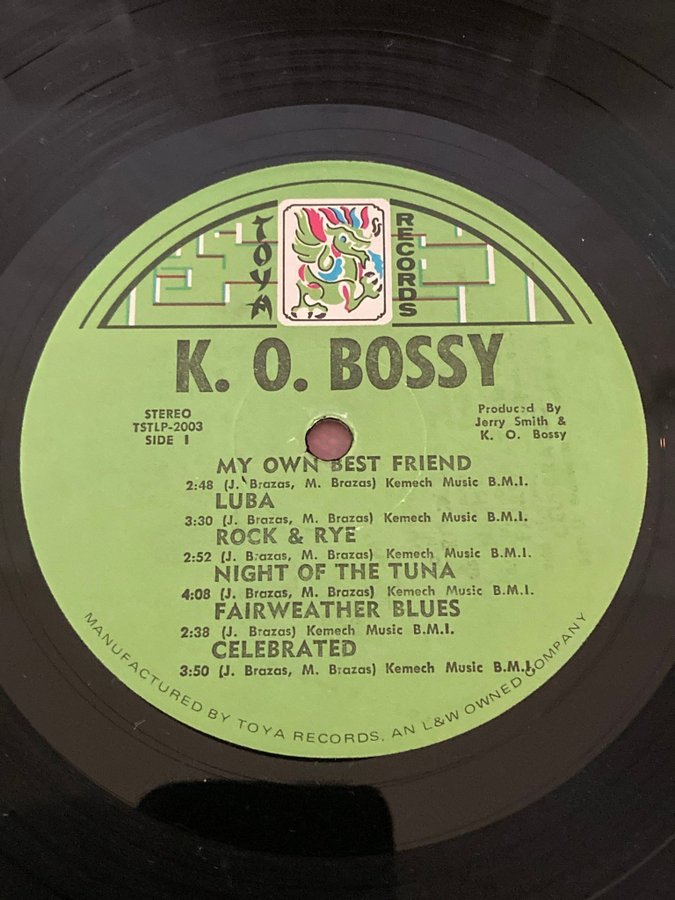 TOYA
RECORDS
K. O. BOSSY
STEREO
TSTLP-2003
SIDE 1
Produced By
Jerry Smith &
K. O. Bossy
MY OWN BEST FRIEND
2:48 (J. Brazas, M. Brazas) Kemech Music B.M.I.
LUBA
3:30 (J. Brazas, M. Brazas) Kemech Music B.M.I.
ROCK & RYE
2:52 (J. Brazas, M. Brazas) Kemech Music B.M.I.
NIGHT OF THE TUNA
4:08 (J. Brazas, M. Brazas) Kemech Music B.M.I.
FAIRWEATHER BLUES
2:38 (J. Brazas) Kemech Music B.M.I.
CELEBRATED
3:50 (J. Brazas, M. Brazas) Kemech Music B.M.I.
MANUFACTURED BY TOYA RECORDS, AN L&W OWNED COMPANY